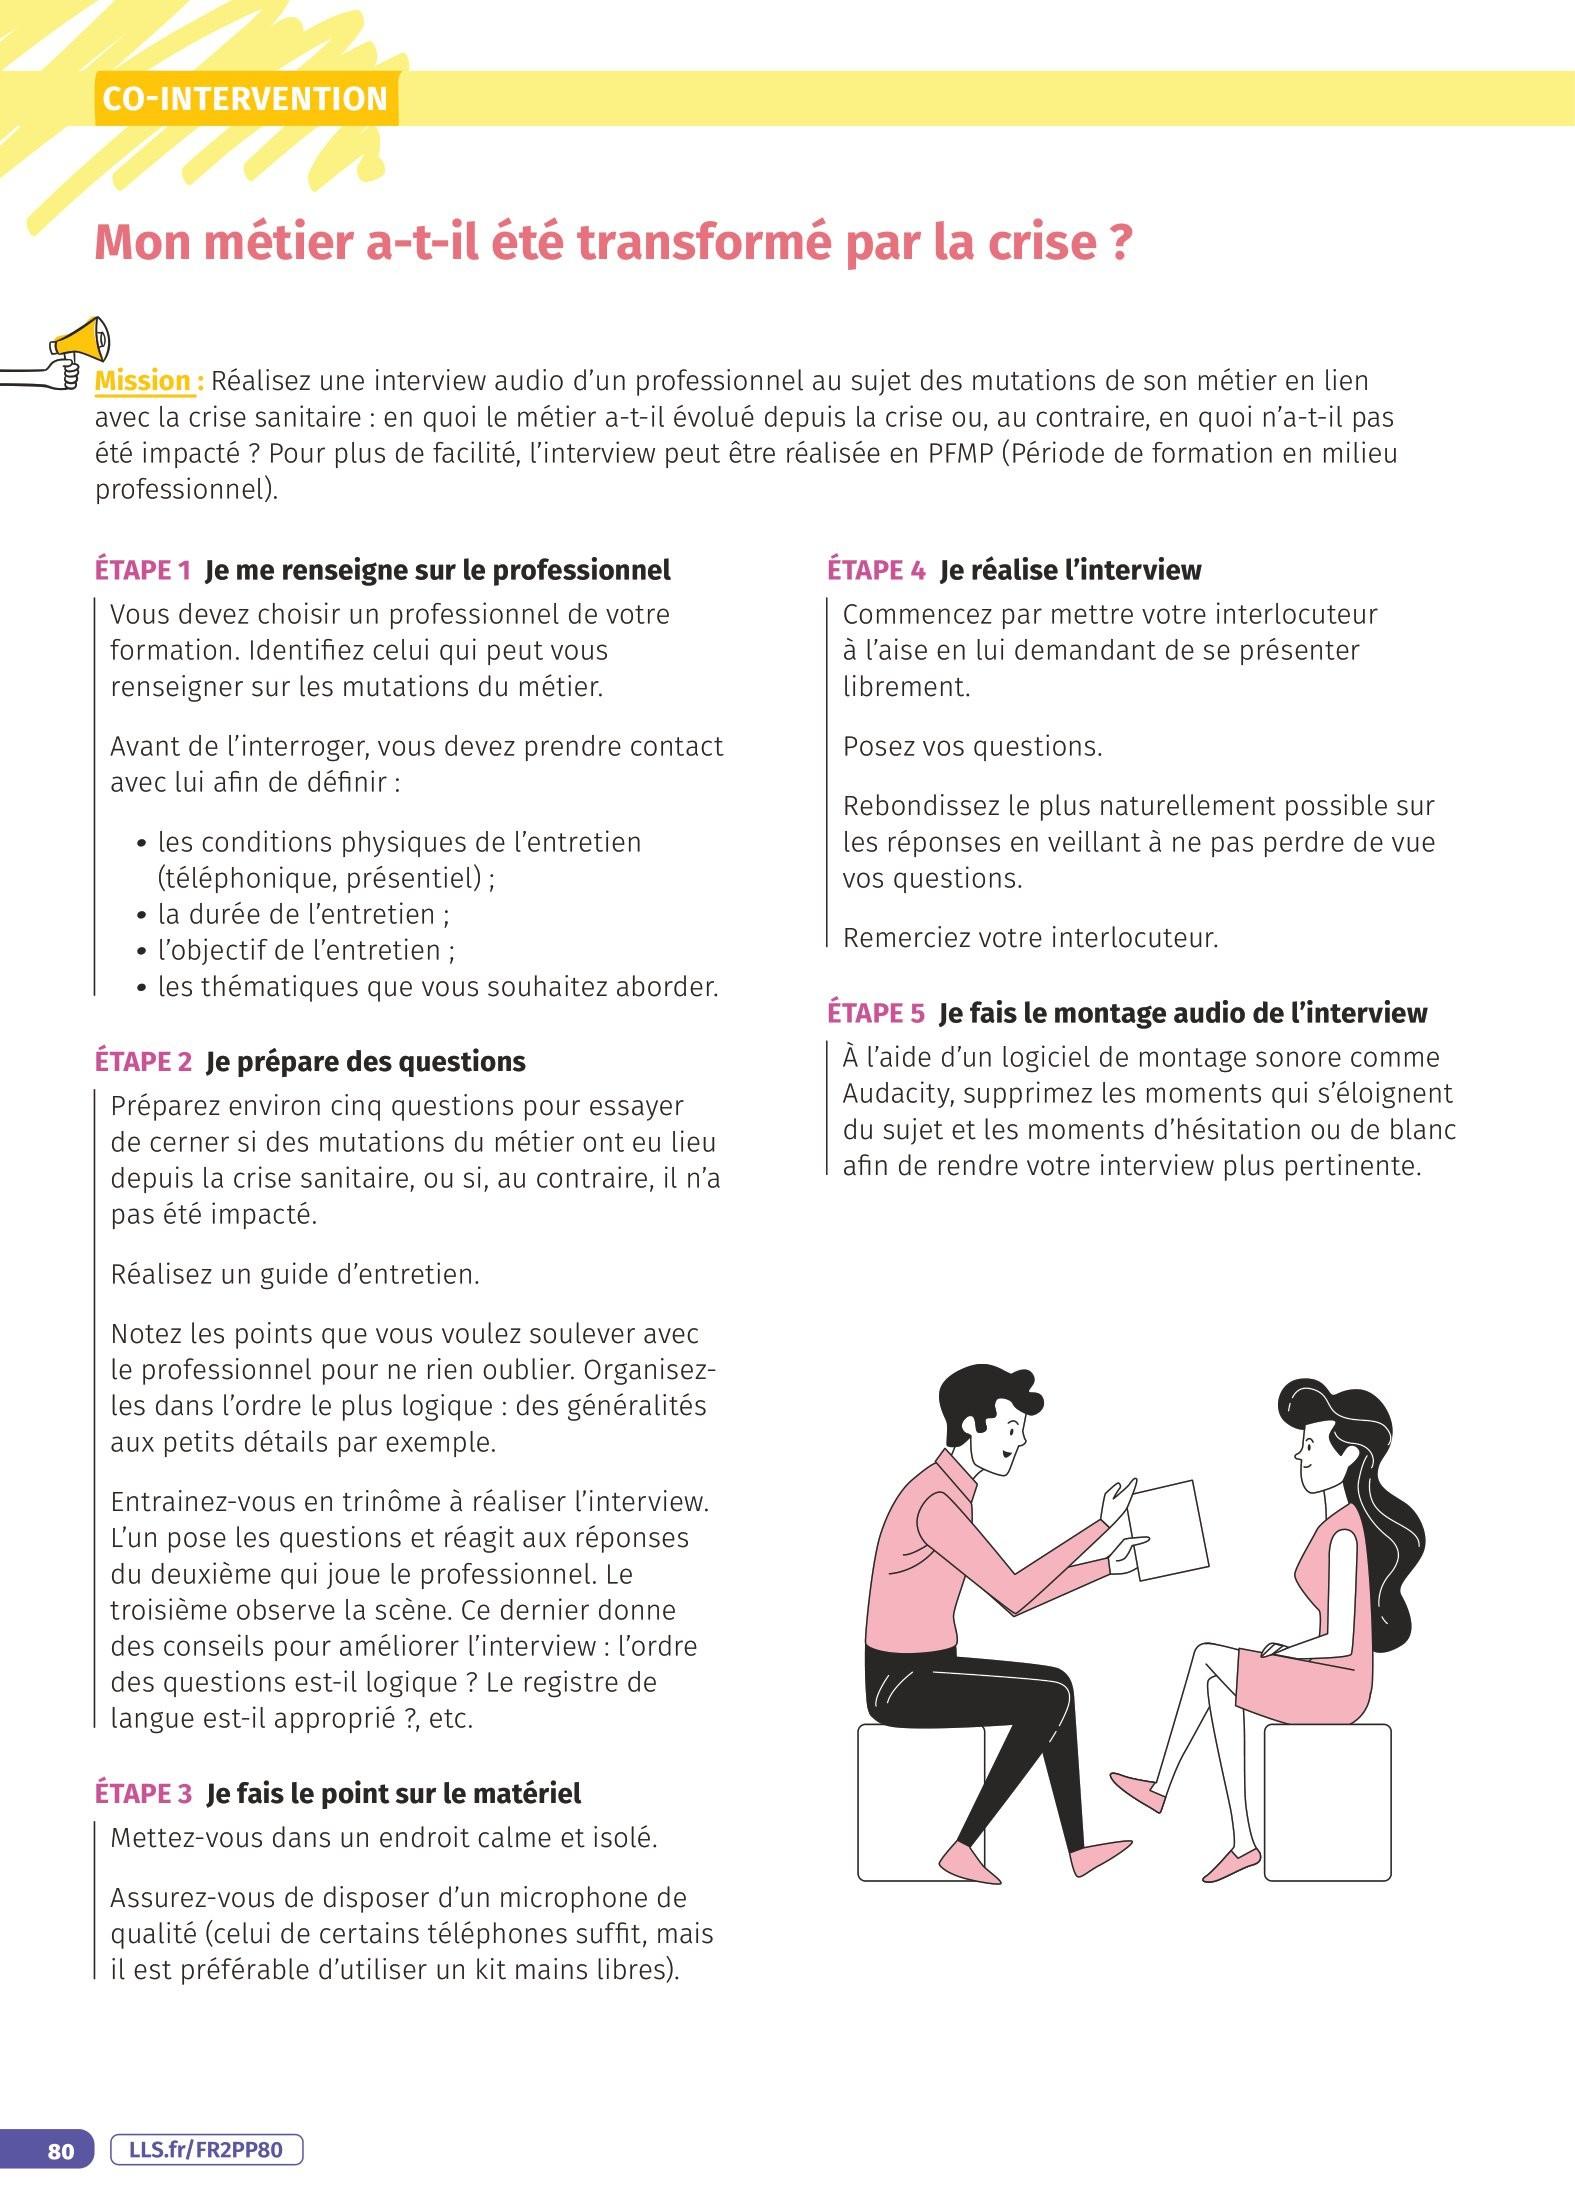 CO-INTERVENTION
Mon métier a-t-il été transformé par la crise ?
Mission : Réalisez une interview audio d’un professionnel au sujet des mutations de son métier en lien
avec la crise sanitaire : en quoi le métier a-t-il évolué depuis la crise ou, au contraire, en quoi n’a-t-il pas
été impacté ? Pour plus de facilité, l’interview peut être réalisée en PFMP (Période de formation en milieu
professionnel).
ÉTAPE 1 Je me renseigne sur le professionnel
Vous devez choisir un professionnel de votre
formation. Identifiez celui qui peut vous
renseigner sur les mutations du métier.
Avant de l’interroger, vous devez prendre contact
avec lui afin de définir :
• les conditions physiques de l’entretien
(téléphonique, présentiel) ;
• la durée de l’entretien ;
• l’objectif de l’entretien ;
• les thématiques que vous souhaitez aborder.
ÉTAPE 2 Je prépare des questions
Préparez environ cinq questions pour essayer
de cerner si des mutations du métier ont eu lieu
depuis la crise sanitaire, ou si, au contraire, il n’a
pas été impacté.
Réalisez un guide d’entretien.
Notez les points que vous voulez soulever avec
le professionnel pour ne rien oublier. Organisez-
les dans l’ordre le plus logique : des généralités
aux petits détails par exemple.
Entrainez-vous en trinôme à réaliser l’interview.
L’un pose les questions et réagit aux réponses
du deuxième qui joue le professionnel. Le
troisième observe la scène. Ce dernier donne
des conseils pour améliorer l’interview : l’ordre
des questions est-il logique ? Le registre de
langue est-il approprié ?, etc.
ÉTAPE 3 Je fais le point sur le matériel
Mettez-vous dans un endroit calme et isolé.
Assurez-vous de disposer d’un microphone de
qualité (celui de certains téléphones suffit, mais
il est préférable d’utiliser un kit mains libres).
ÉTAPE 4 Je réalise l’interview
Commencez par mettre votre interlocuteur
à l’aise en lui demandant de se présenter
librement.
Posez vos questions.
Rebondissez le plus naturellement possible sur
les réponses en veillant à ne pas perdre de vue
vos questions.
Remerciez votre interlocuteur.
ÉTAPE 5 Je fais le montage audio de l’interview
À l’aide d’un logiciel de montage sonore comme
Audacity, supprimez les moments qui s’éloignent
du sujet et les moments d’hésitation ou de blanc
afin de rendre votre interview plus pertinente.
80 LLS.fr/FR2PP80